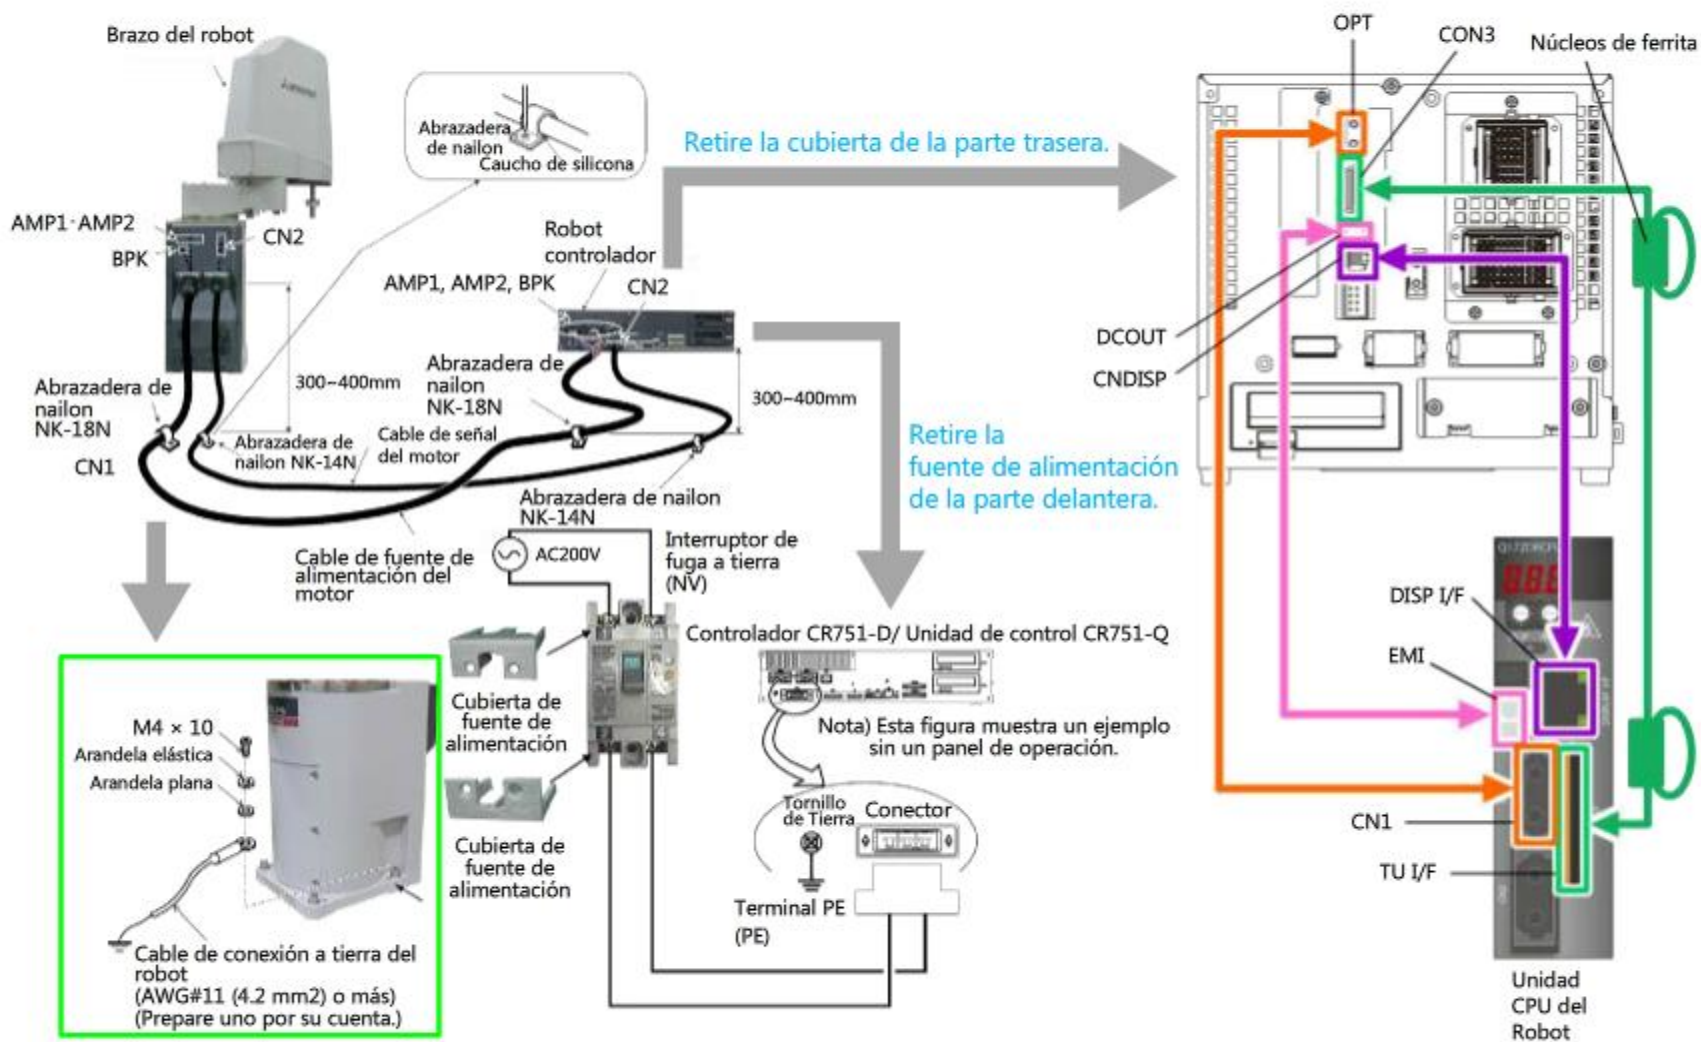 Brazo del robot
AMP1·AMP2
BPK
CN2
Abrazadera
de nailon
Caucho de silicona
Robot
controlador
AMP1, AMP2, BPK
CN2
Retire la cubierta de la parte trasera.
300~400mm
Abrazadera de
nailon
NK-18N
CN1
Abrazadera de
nailon NK-14N
Cable de señal
del motor
Abrazadera de
nailon
NK-18N
300~400mm
Abrazadera de nailon
NK-14N
Cable de fuente de
alimentación del
motor
Retire la
fuente de alimentación
de la parte delantera.
AC200V
Interruptor de
fuga a tierra
(NV)
Cubierta de
fuente de
alimentación
Cubierta de
fuente de
alimentación
Controlador CR751-D/ Unidad de control CR751-Q
Nota) Esta figura muestra un ejemplo
sin un panel de operación.
Tornillo
de Tierra
Conector
Terminal PE
(PE)
M4 × 10
Arandela elástica
Arandela plana
Cable de conexión a tierra del
robot
(AWG#11 (4.2 mm2) o más)
(Prepare uno por su cuenta.)
OPT
CON3
Núcleos de ferrita
DCOUT
CNDISP
DISP I/F
EMI
CN1
TU I/F
Unidad
CPU del
Robot